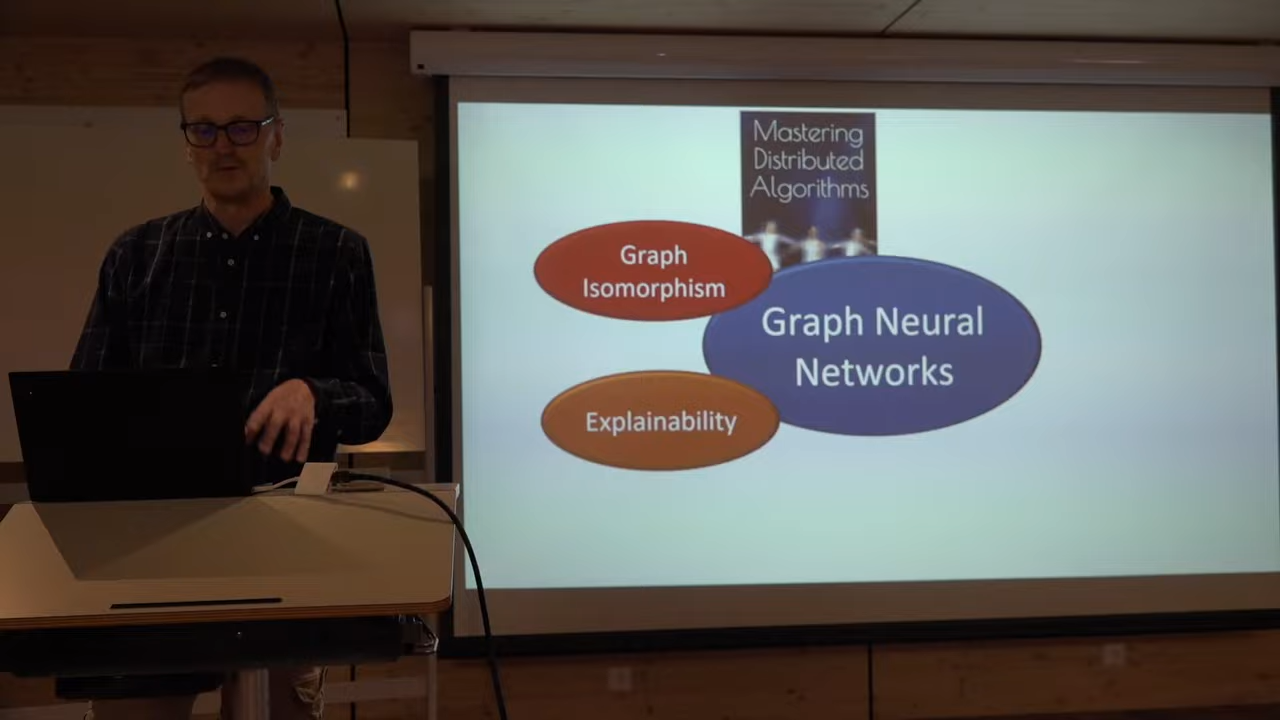 Mastering
Distributed
Algorithms
Graph
Isomorphism
Graph Neural
Networks
Explainability